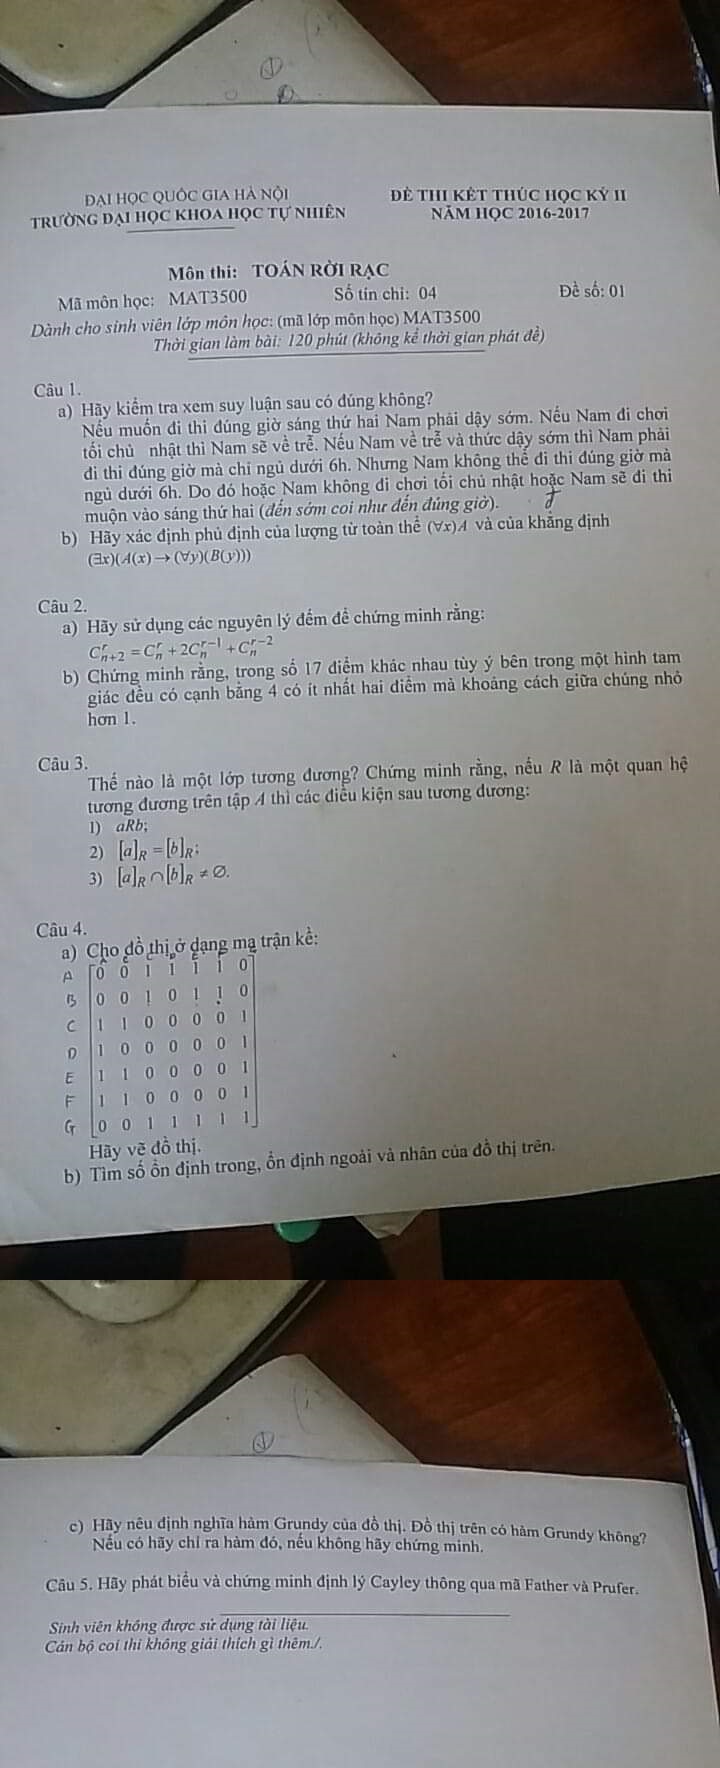 ĐẠI HỌC QUỐC GIA HÀ NỘI
TRƯỜNG ĐẠI HỌC KHOA HỌC TỰ NHIÊN
ĐỀ THI KẾT THÚC HỌC KỲ II
NĂM HỌC 2016-2017
Môn thi: TOÁN RỜI RẠC
Mã môn học: MAT3500 Số tín chỉ: 04 Đề số: 01
Dành cho sinh viên lớp môn học: (mã lớp môn học) MAT3500
Thời gian làm bài: 120 phút (không kể thời gian phát đề)
Câu 1.
a) Hãy kiểm tra xem suy luận sau có đúng không?
Nếu muốn đi thi đúng giờ sáng thứ hai Nam phải dậy sớm. Nếu Nam đi chơi
tối chủ nhật thì Nam sẽ về trễ. Nếu Nam về trễ và thức dậy sớm thì Nam phải
đi thi đúng giờ mà chỉ ngủ dưới 6h. Nhưng Nam không thể đi thi đúng giờ mà
ngủ dưới 6h. Do đó hoặc Nam không đi chơi tối chủ nhật hoặc Nam sẽ đi thi
muộn vào sáng thứ hai (đến sớm coi như đến đúng giờ).
b) Hãy xác định phủ định của lượng từ toàn thể (∀x)A và của khẳng định
(∃x)(A(x)→(∀y)(B(y)))
Câu 2.
a) Hãy sử dụng các nguyên lý đếm để chứng minh rằng:
C_{n+2}^{r} = C_{n}^{r} + 2C_{n}^{r-1} + C_{n}^{r-2}
b) Chứng minh rằng, trong số 17 điểm khác nhau tùy ý bên trong một hình tam
giác đều có cạnh bằng 4 có ít nhất hai điểm mà khoảng cách giữa chúng nhỏ
hơn 1.
Câu 3.
Thế nào là một lớp tương đương? Chứng minh rằng, nếu R là một quan hệ
tương đương trên tập A thì các điều kiện sau tương đương:
1) aRb;
2) [a]_R = [b]_R;
3) [a]_R ∩ [b]_R ≠ ∅.
Câu 4.
a) Cho đồ thị ở dạng ma trận kề:
A 0 0 1 1 1 1 0
B 0 0 1 0 1 1 0
C 1 1 0 0 0 0 1
D 1 0 0 0 0 0 1
E 1 1 0 0 0 0 1
F 1 1 0 0 0 0 1
G 0 0 1 1 1 1 1
Hãy vẽ đồ thị.
b) Tìm số ổn định trong, ổn định ngoài và nhân của đồ thị trên.
c) Hãy nêu định nghĩa hàm Grundy của đồ thị. Đồ thị trên có hàm Grundy không?
Nếu có hãy chỉ ra hàm đó, nếu không hãy chứng minh.
Câu 5. Hãy phát biểu và chứng minh định lý Cayley thông qua mã Father và Prufer.
Sinh viên không được sử dụng tài liệu.
Cán bộ coi thi không giải thích gì thêm./.